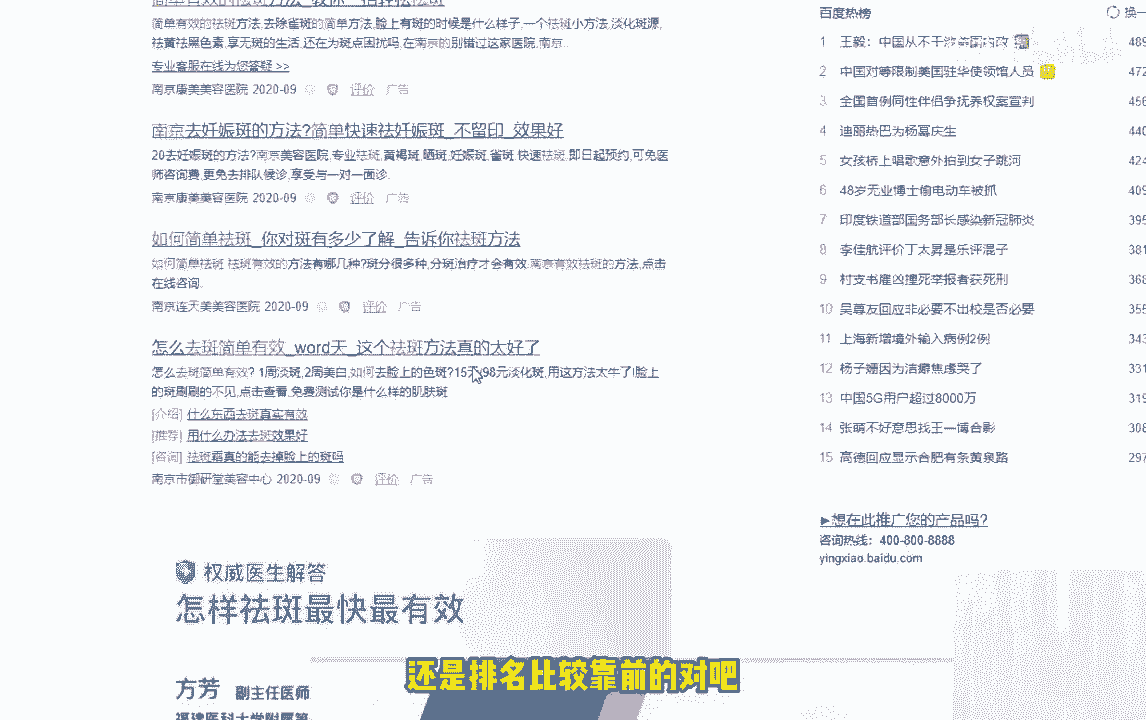 简单有效的祛斑方法,去除雀斑的简单方法,脸上有斑的时候是什么样子,一个祛斑小方法,淡化斑源,
祛黄祛黑色素,享无斑的生活,还在为斑点困扰吗,在南京的别错过这家医院,南京..
专业客服在线为您答疑 >>
南京康美美容医院 2020-09 评价 广告
南京去妊娠斑的方法?简单快速祛妊娠斑_不留印_效果好
20去妊娠斑的方法?南京美容医院,专业祛斑,黄褐斑,晒斑,妊娠斑,雀斑,快速祛斑,即日起预约,可免医
师咨询费,更免去排队候诊,享受与一对一面诊.
南京康美美容医院 2020-09 评价 广告
如何简单祛斑_你对斑有多少了解_告诉你祛斑方法
如何简单祛斑 祛斑有效的方法有哪几种?斑分很多种,分斑治疗才会有效.南京有效祛斑的方法,点击
在线咨询.
南京连天美美容医院 2020-09 评价 广告
怎么去斑简单有效_word天_这个祛斑方法真的太好了
怎么去斑简单有效? 1周淡斑,2周美白,如何去脸上的色斑?15天,98元淡化斑,用这方法太牛了!脸上
的斑刷刷的不见,点击查看,免费测试你是什么样的肌肤斑
[介绍] 什么东西去斑真实有效
[推荐] 用什么办法去斑效果好
[咨询] 祛斑霜真的能去掉脸上的斑吗
南京市御研堂美容中心 2020-09 评价 广告
权威医生解答
怎样祛斑最快最有效
方芳 副主任医师
百度热榜 换一
1 王毅：中国从不干涉美国内政 489
2 中国对等限制美国驻华使领馆人员 472
3 全国首例同性伴侣争抚养权案宣判 456
4 迪丽热巴为杨幂庆生 440
5 女孩桥上唱歌意外拍到女子跳河 424
6 48岁无业博士偷电动车被抓 409
7 印度铁道部国务部长感染新冠肺炎 395
8 李佳航评价丁太昇是乐评混子 381
9 村支书雇凶撞死举报者获死刑 368
10 吴尊友回应非必要不出校是否必要 355
11 上海新增境外输入病例2例 343
12 杨子姗因为洁癖焦虑哭了
13 中国5G用户超过8000万 319
14 张萌不好意思找王一博合影 308
15 高德回应显示合肥有条黄泉路 297
►想在此推广您的产品吗?
咨询热线：400-800-8888
yingxiao.baidu.com
还是排名比较靠前的对吧